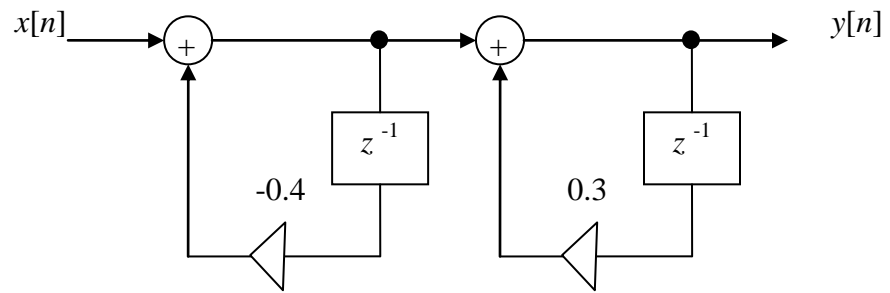 x[n] + + y[n]
z⁻¹ z⁻¹
-0.4 0.3